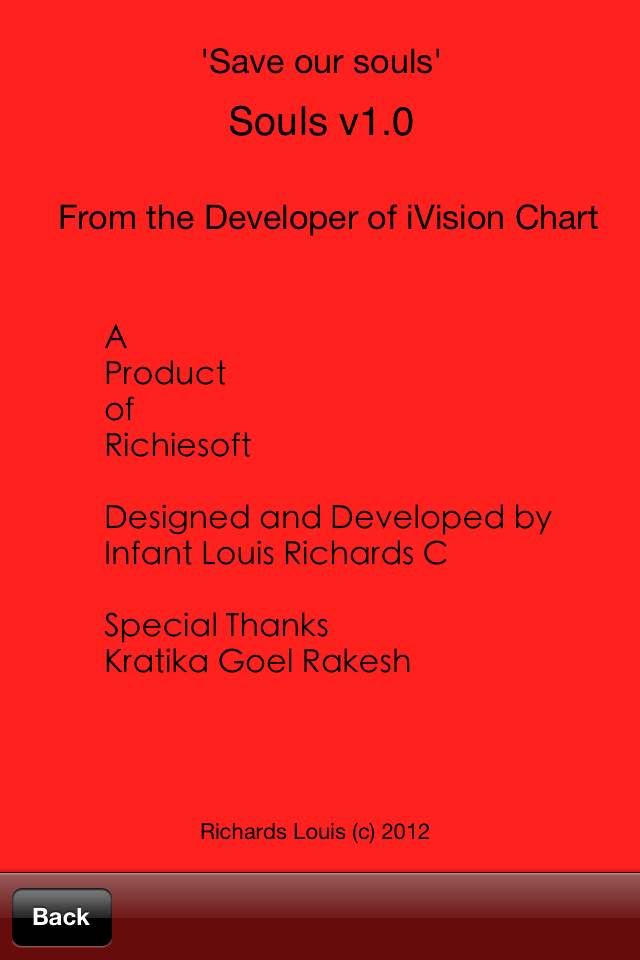 'Save our souls'
Souls v1.0
From the Developer of iVision Chart
A
Product
of
Richiesoft
Designed and Developed by
Infant Louis Richards C
Special Thanks
Kratika Goel Rakesh
Richards Louis (c) 2012
Back